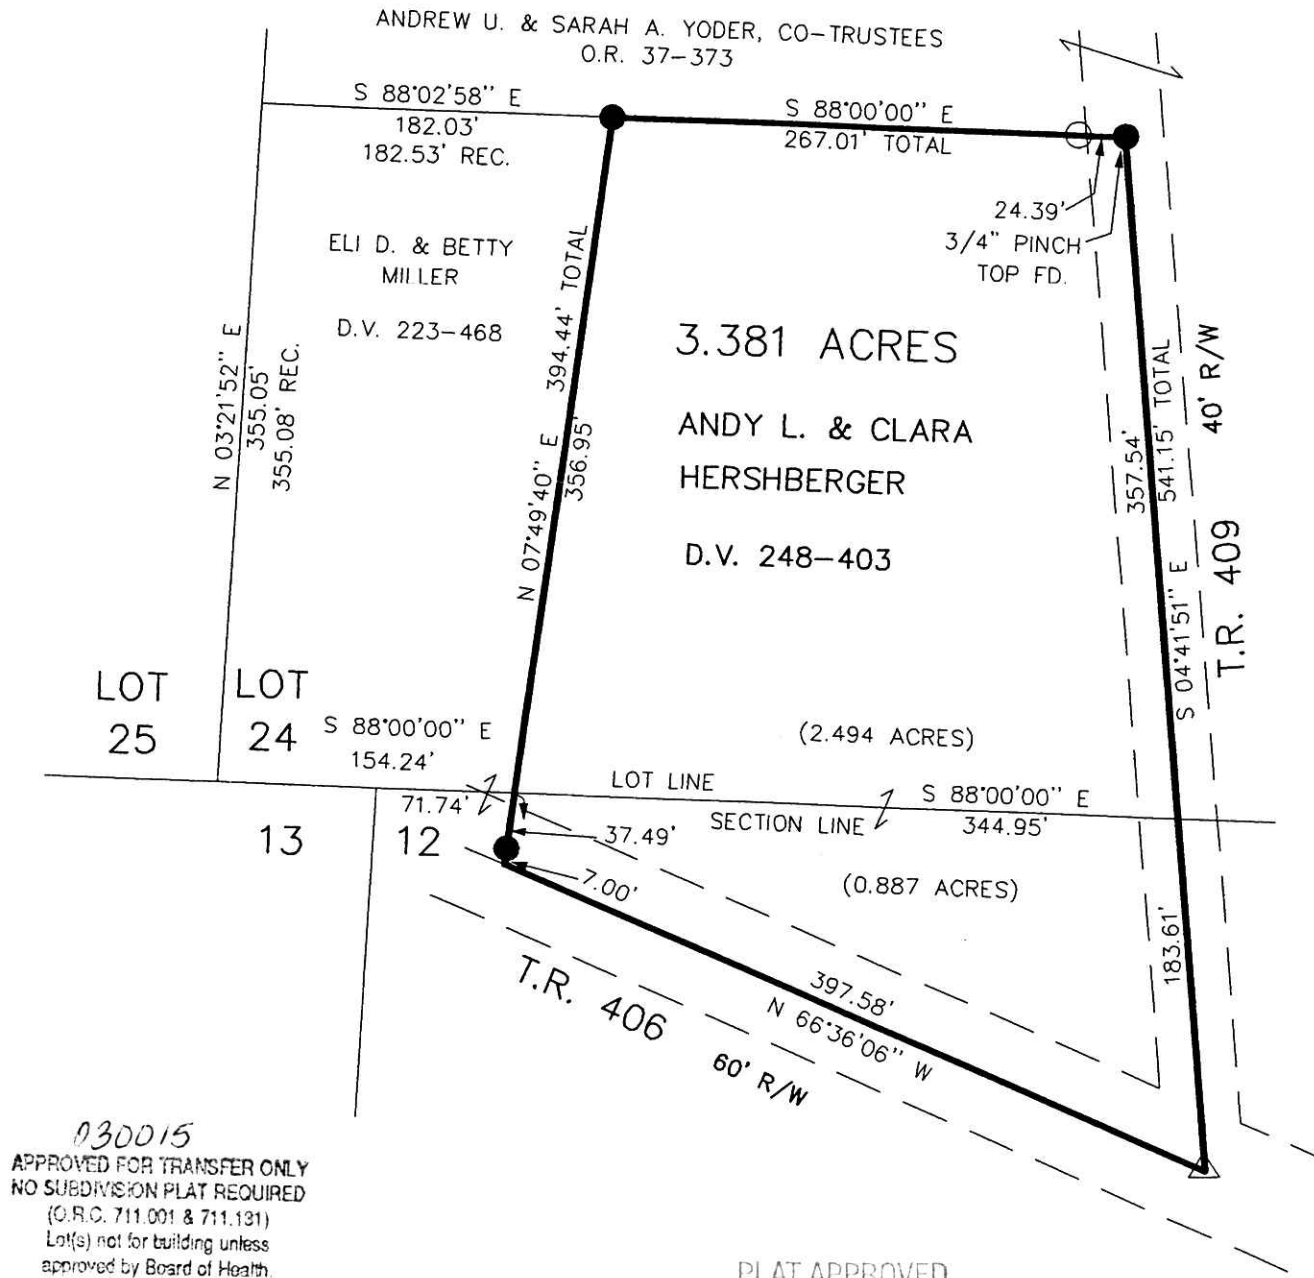 ANDREW U. & SARAH A. YODER, CO-TRUSTEES
O.R. 37-373
S 88°02'58" E
182.03'
182.53' REC.
S 88°00'00" E
267.01' TOTAL
24.39'
3/4" PINCH
TOP FD.
ELI D. & BETTY
MILLER
D.V. 223-468
N 03°21'52" E
355.05'
355.08' REC.
394.44' TOTAL
N 07°49'40" E
356.95'
3.381 ACRES
ANDY L. & CLARA
HERSHBERGER
D.V. 248-403
357.54'
541.15' TOTAL
S 04°41'51" E
40' R/W
T.R. 409
LOT
25
LOT
24
S 88°00'00" E
154.24'
(2.494 ACRES)
LOT LINE
S 88°00'00" E
344.95'
71.74'
SECTION LINE
13
12
37.49'
7.00'
(0.887 ACRES)
183.61'
397.58'
N 66°36'06" W
T.R. 406
60' R/W
030015
APPROVED FOR TRANSFER ONLY
NO SUBDIVISION PLAT REQUIRED
(O.R.C. 711.001 & 711.131)
Lot(s) not for building unless
approved by Board of Health.
PLAT APPROVED